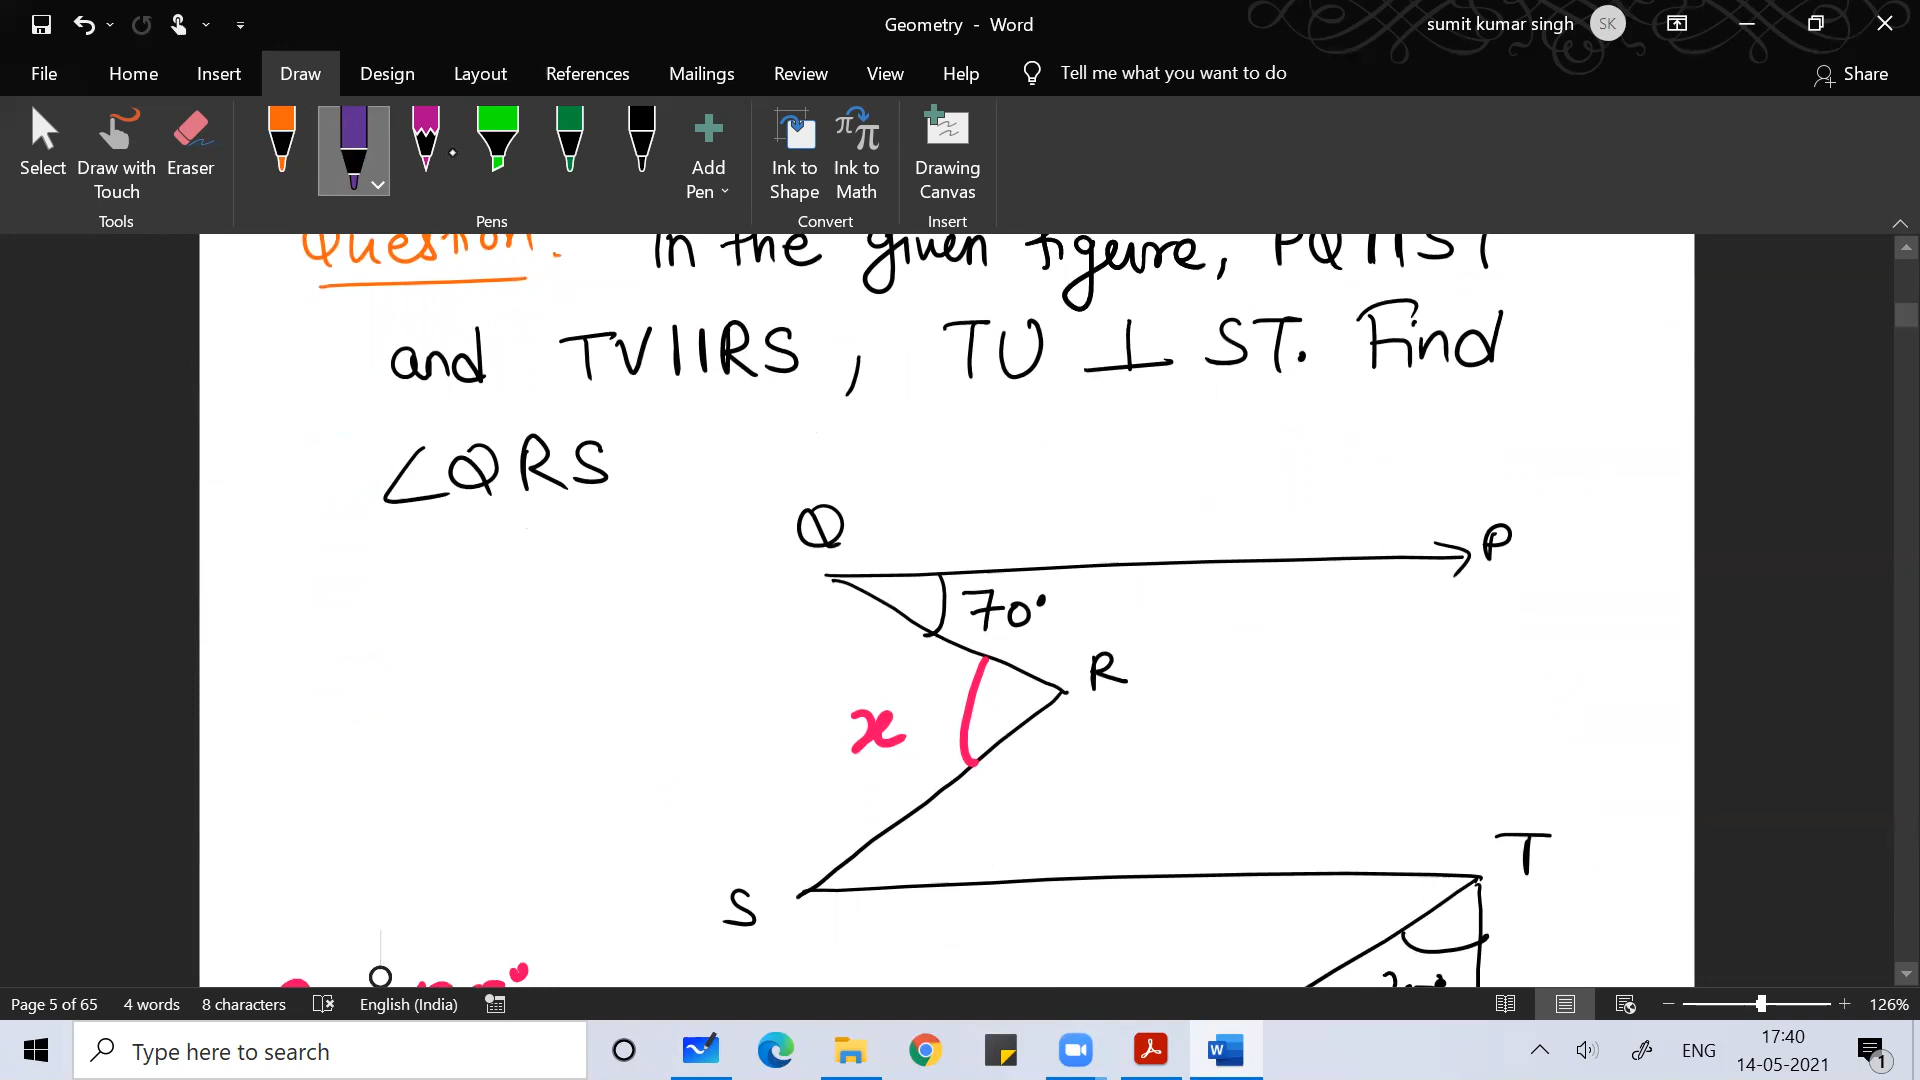 Geometry - Word
sumit kumar singh
SK
File Home Insert Draw Design Layout References Mailings Review View Help Tell me what you want to do
Share
Select
Draw with Touch
Eraser
Add Pen
Ink to Shape
Ink to Math
Drawing Canvas
Tools
Pens
Convert
Insert
Question: In the given figure, PQ||ST
and TV||RS, TU ⊥ ST. Find
∠QRS
Q
P
70°
R
x
T
S
Page 5 of 65 4 words 8 characters English (India)
126%
Type here to search
ENG
17:40
14-05-2021
1